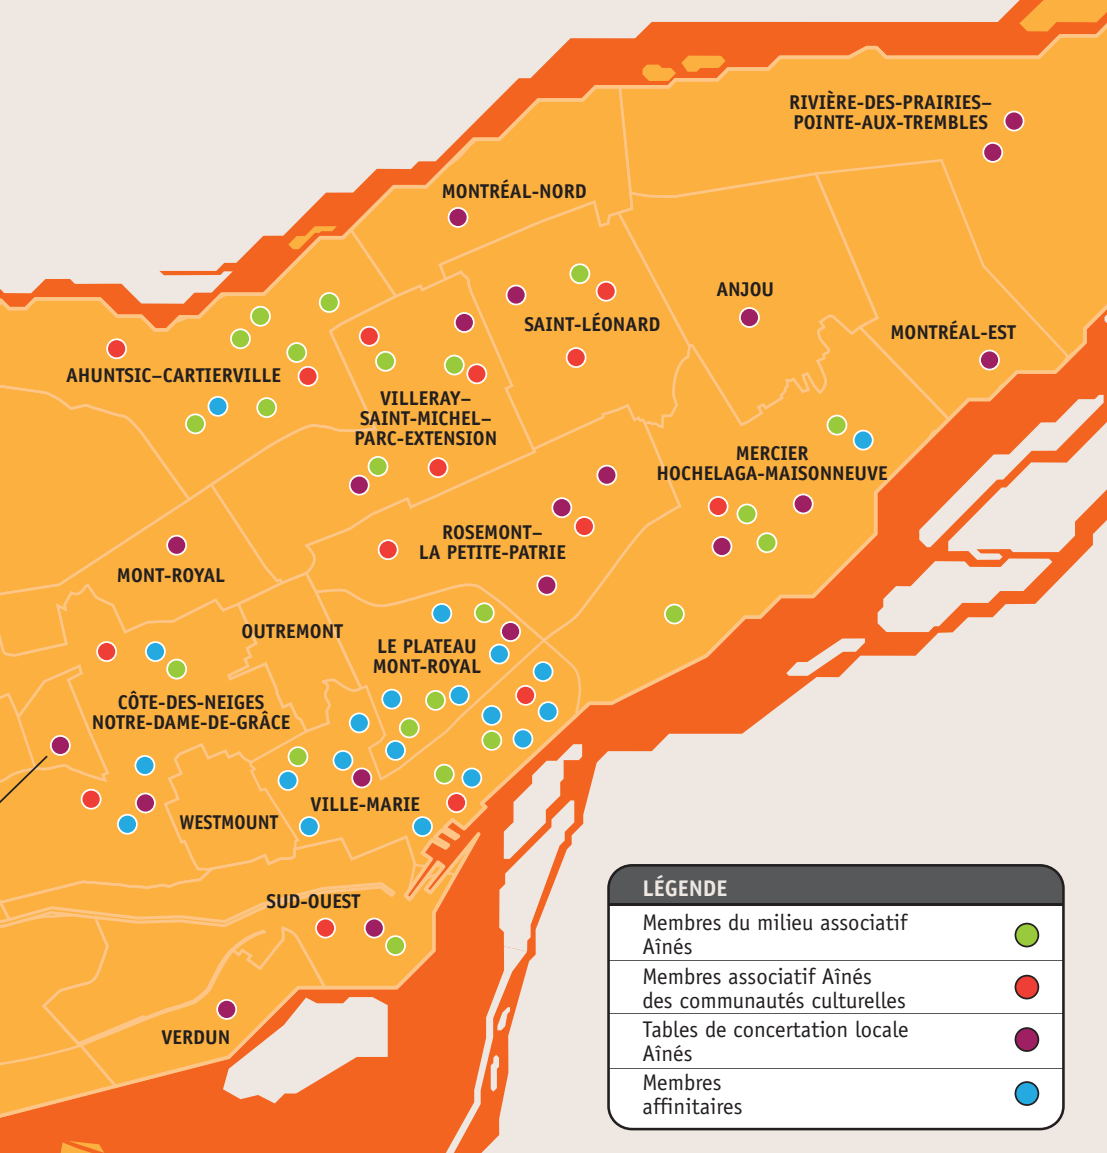 RIVIÈRE-DES-PRAIRIES–
POINTE-AUX-TREMBLES
MONTRÉAL-NORD
ANJOU
SAINT-LÉONARD
MONTRÉAL-EST
AHUNTSIC–CARTIERVILLE
VILLERAY–
SAINT-MICHEL–
PARC-EXTENSION
MERCIER
HOCHELAGA-MAISONNEUVE
ROSEMONT–
LA PETITE-PATRIE
MONT-ROYAL
OUTREMONT
LE PLATEAU
MONT-ROYAL
CÔTE-DES-NEIGES
NOTRE-DAME-DE-GRÂCE
VILLE-MARIE
WESTMOUNT
SUD-OUEST
VERDUN
LÉGENDE
Membres du milieu associatif
Aînés
Membres associatif Aînés
des communautés culturelles
Tables de concertation locale
Aînés
Membres
affinitaires